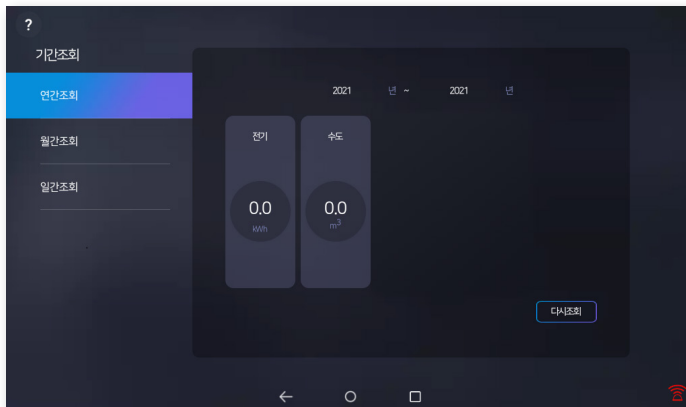 ?
기간조회
연간조회
월간조회
일간조회
2021 년 ~ 2021 년
전기 수도
0.0 0.0
kWh m³
다시조회